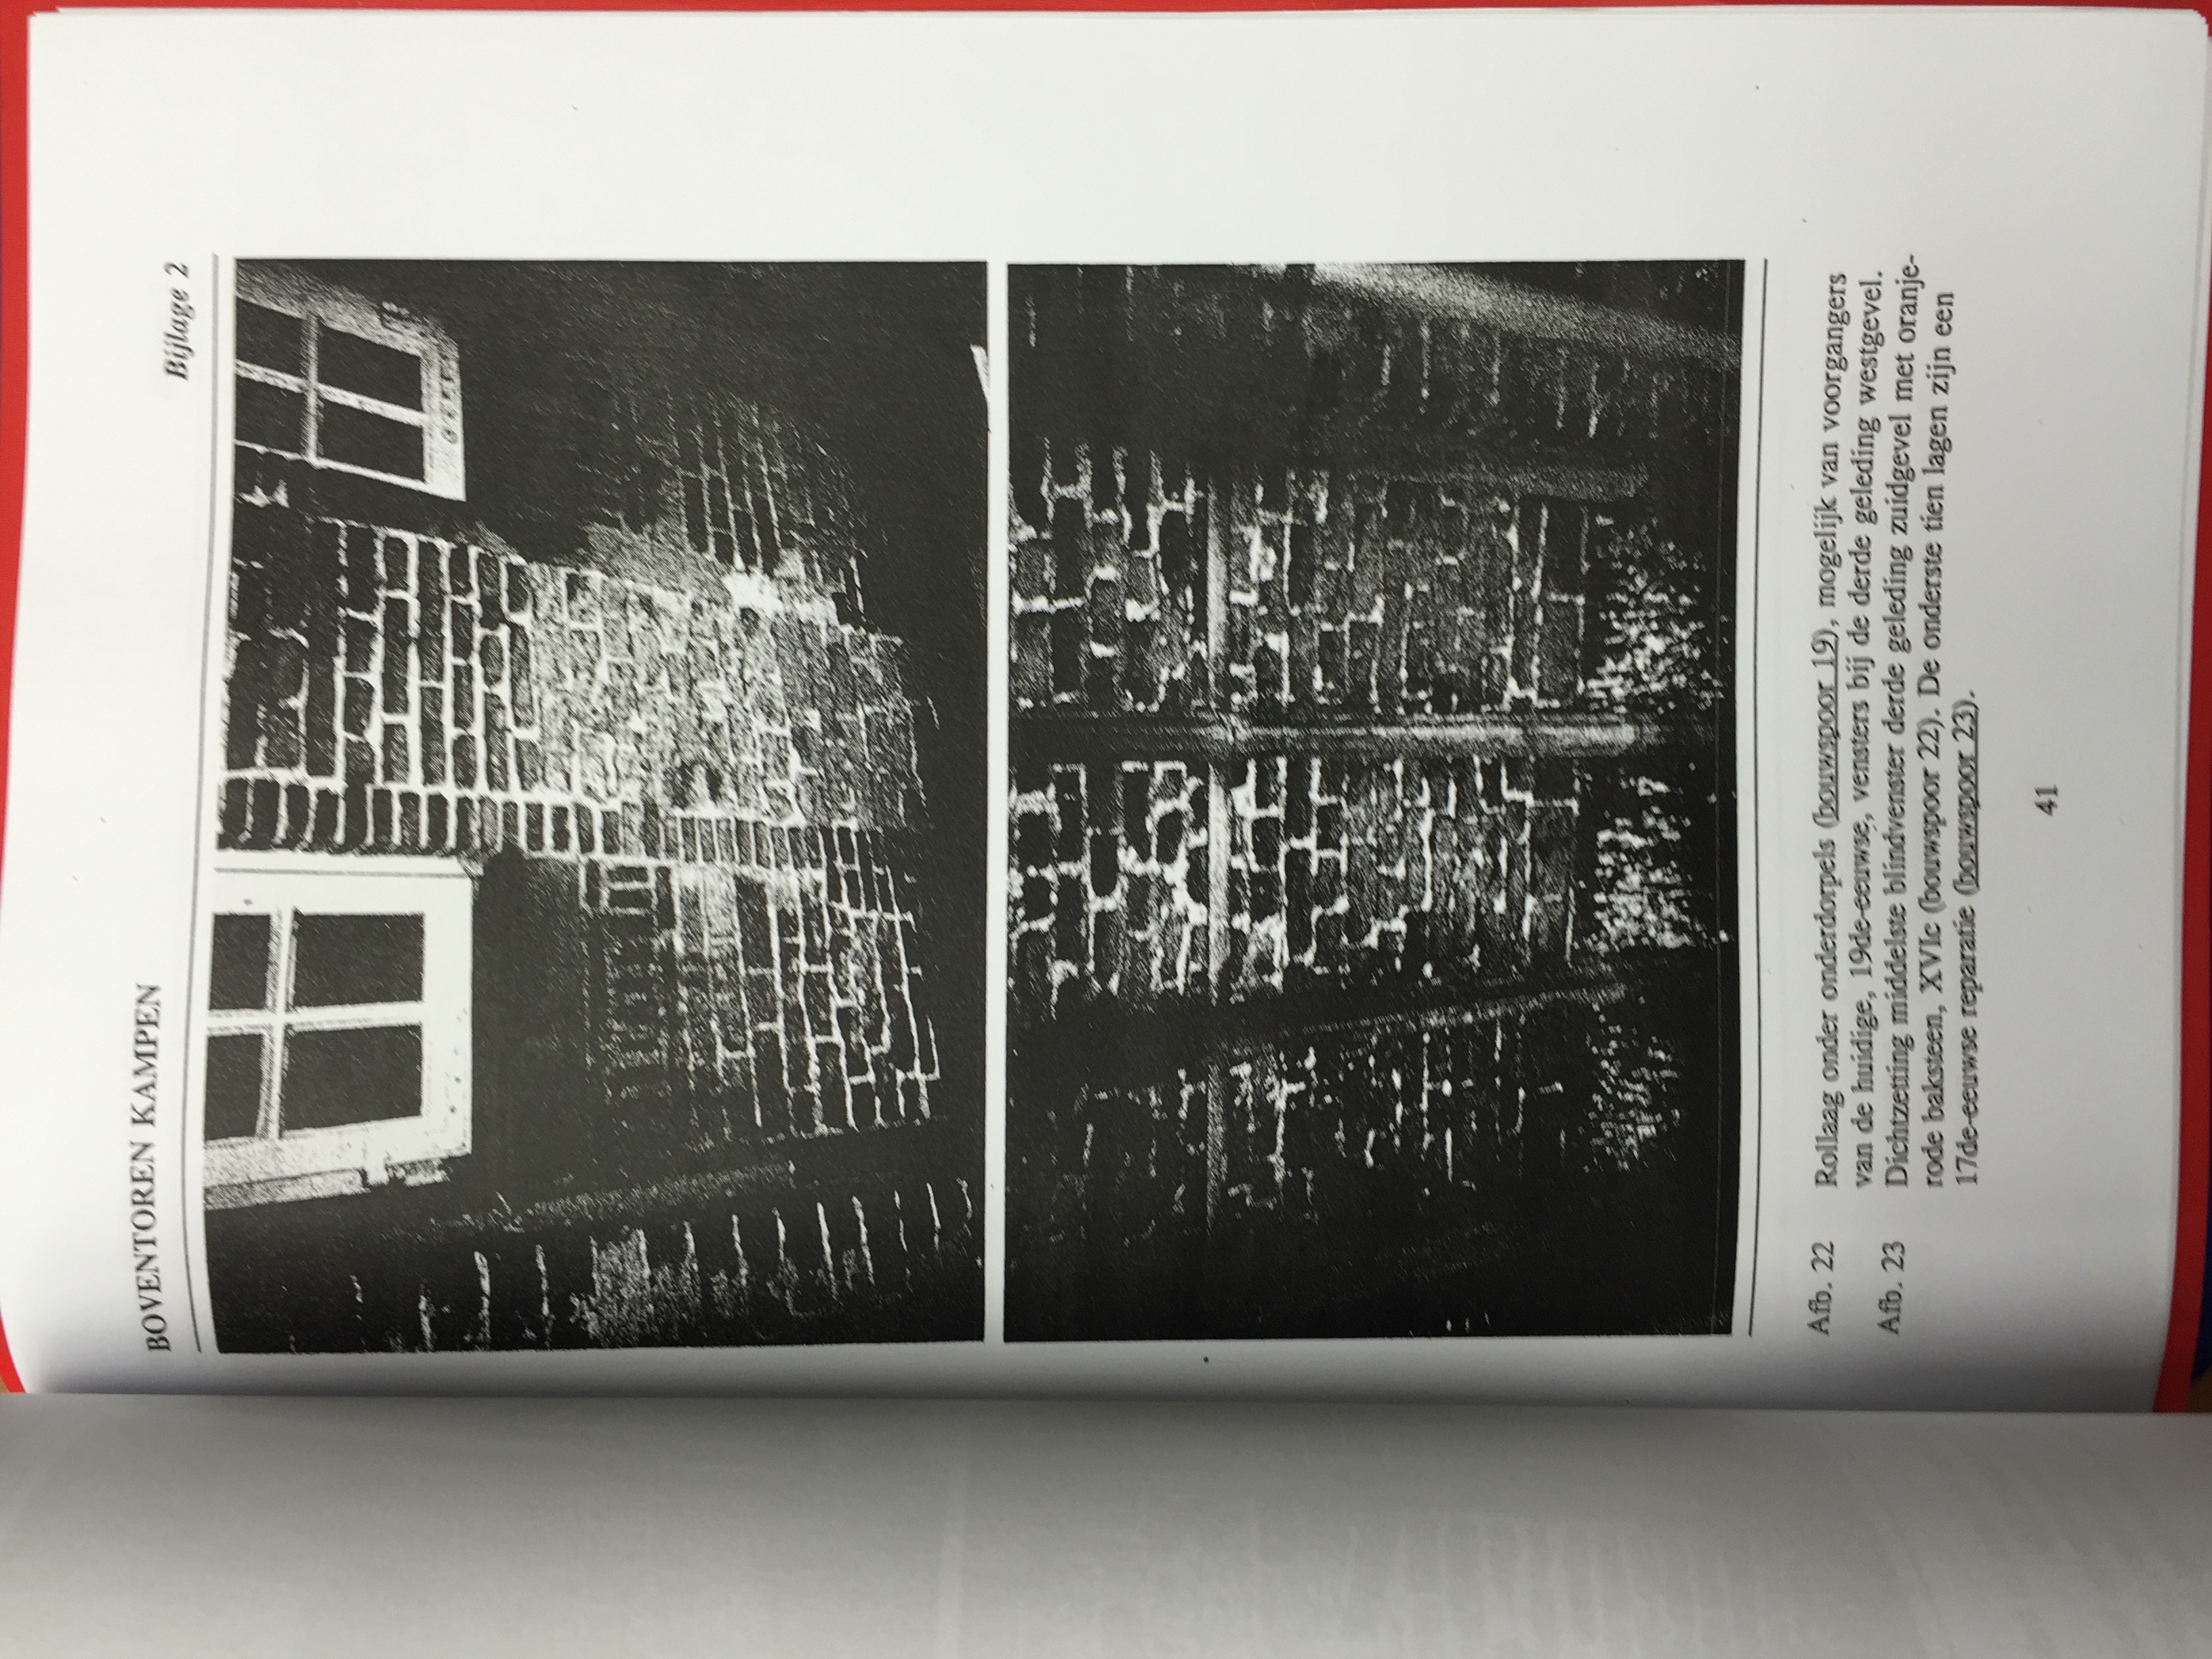 BOVENTOREN KAMPEN
Bijlage 2
Afb. 22 Rollaag onder onderdorpels (bouwspoor 19), mogelijk van voorgangers
van de huidige, 19de-eeuwse, vensters bij de derde geleding westgevel.
Afb. 23 Dichtzetting middelste blindvenster derde geleding zuidgevel met oranje-
rode baksteen, XVIc (bouwspoor 22). De onderste tien lagen zijn een
17de-eeuwse reparatie (bouwspoor 23).
41